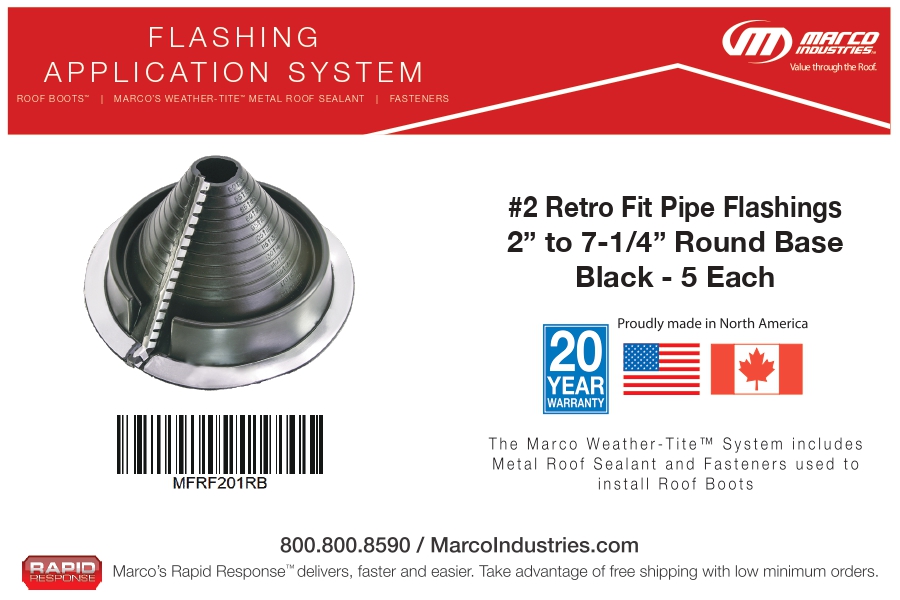 FLASHING
APPLICATION SYSTEM
ROOF BOOTS™ | MARCO'S WEATHER-TITE™ METAL ROOF SEALANT | FASTENERS
MARCO
INDUSTRIES™
Value through the Roof.
#2 Retro Fit Pipe Flashings
2” to 7-1/4” Round Base
Black - 5 Each
Proudly made in North America
20
YEAR
WARRANTY
The Marco Weather-Tite™ System includes
Metal Roof Sealant and Fasteners used to
install Roof Boots
MFRF201RB
800.800.8590 / MarcoIndustries.com
RAPID
RESPONSE
Marco’s Rapid Response™ delivers, faster and easier. Take advantage of free shipping with low minimum orders.